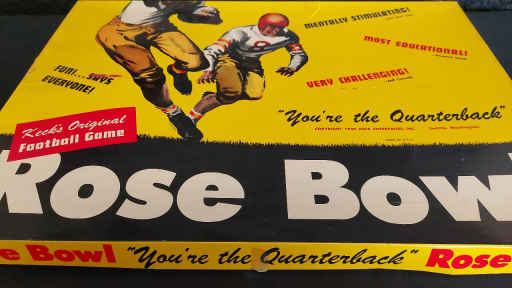 MENTALLY STIMULATING!
MOST EDUCATIONAL!
FUN!... SAYS
EVERYONE!
VERY CHALLENGING!
"You're the Quarterback"
Keck's Original
Football Game
Rose Bowl
e Bowl "You're the Quarterback" Rose